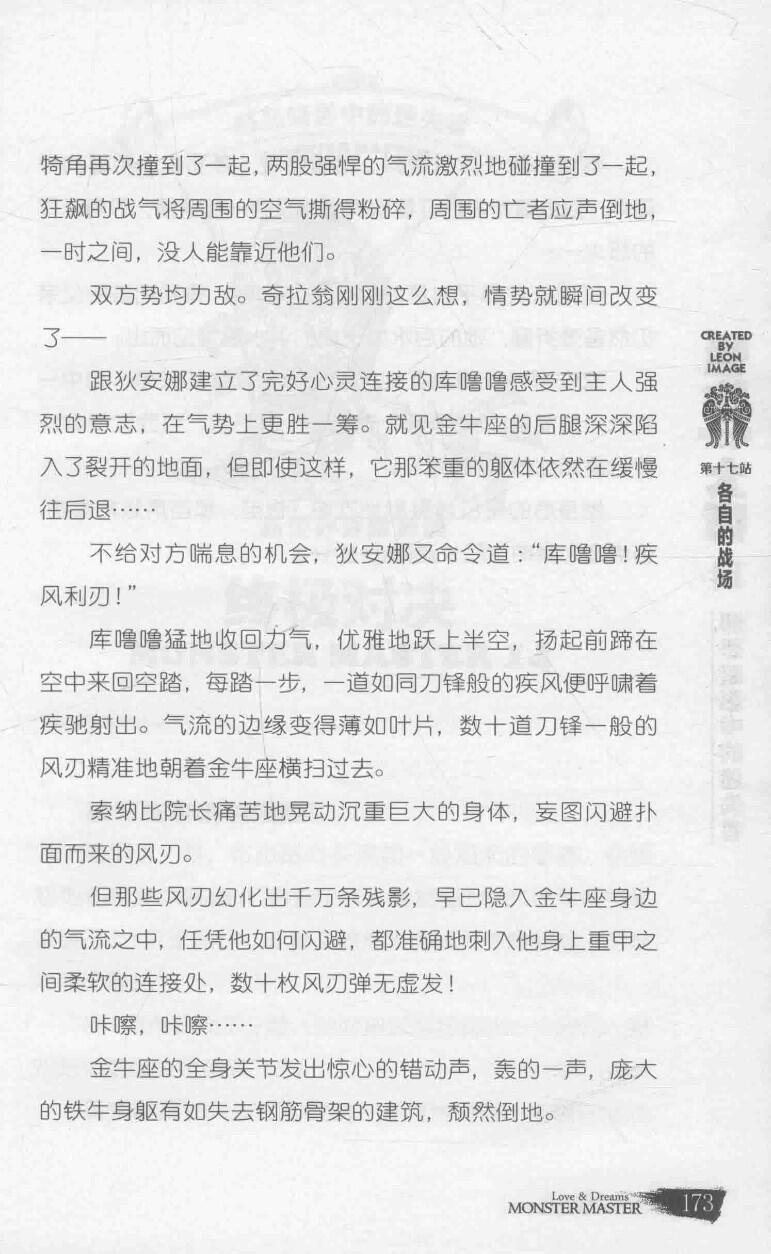 犄角再次撞到了一起，两股强悍的气流激烈地碰撞到了一起，
狂飙的战气将周围的空气撕得粉碎，周围的亡者应声倒地，
一时之间，没人能靠近他们。
双方势均力敌。奇拉翁刚刚这么想，情势就瞬间改变
了——
跟狄安娜建立了完好心灵连接的库噜噜感受到主人强
烈的意志，在气势上更胜一筹。就见金牛座的后腿深深陷
入了裂开的地面，但即使这样，它那笨重的躯体依然在缓慢
往后退……
不给对方喘息的机会，狄安娜又命令道：“库噜噜！疾
风利刃！”
库噜噜猛地收回力气，优雅地跃上半空，扬起前蹄在
空中来回空踏，每踏一步，一道如同刀锋般的疾风便呼啸着
疾驰射出。气流的边缘变得薄如叶片，数十道刀锋一般的
风刃精准地朝着金牛座横扫过去。
索纳比院长痛苦地晃动沉重巨大的身体，妄图闪避扑
面而来的风刃。
但那些风刃幻化出千万条残影，早已隐入金牛座身边
的气流之中，任凭他如何闪避，都准确地刺入他身上重甲之
间柔软的连接处，数十枚风刃弹无虚发！
咔嚓，咔嚓……
金牛座的全身关节发出惊心的错动声，轰的一声，庞大
的铁牛身躯有如失去钢筋骨架的建筑，颓然倒地。
CREATED
BY
LEON
IMAGE
第十七站
各自的战场
Love & Dreams
MONSTER MASTER
173